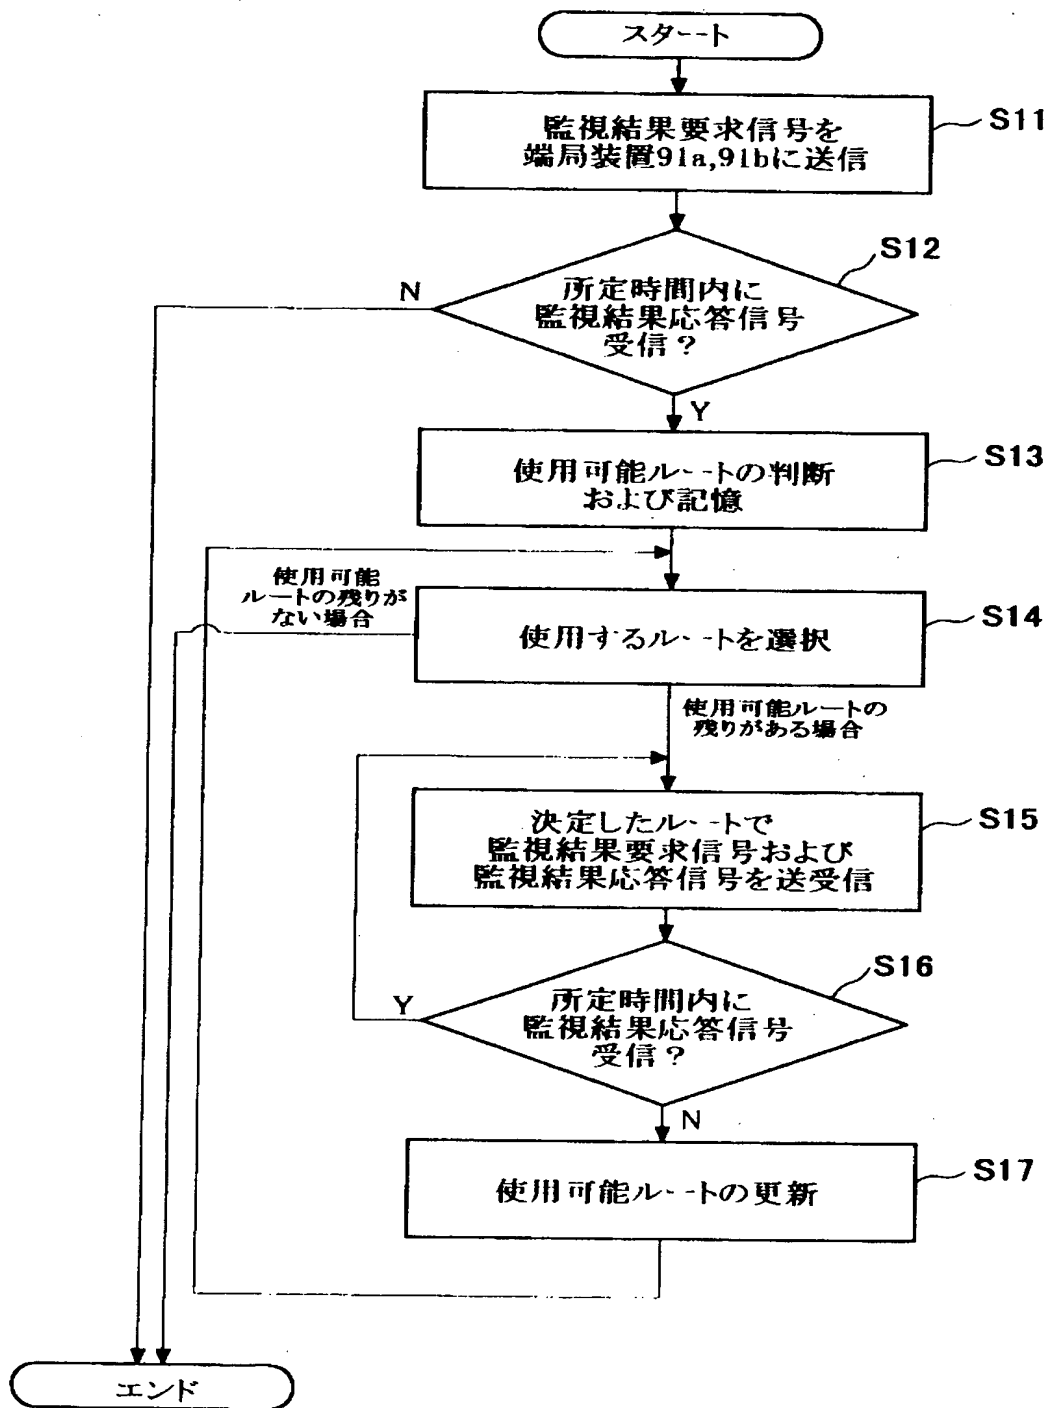 スタート
監視結果要求信号を
端局装置91a,91bに送信
S11
S12
所定時間内に
監視結果応答信号
受信?
N
Y
使用可能ルートの判断
および記憶
S13
使用可能
ルートの残りが
ない場合
使用するルートを選択
S14
使用可能ルートの
残りがある場合
決定したルートで
監視結果要求信号および
監視結果応答信号を送受信
S15
S16
所定時間内に
監視結果応答信号
受信?
Y
N
使用可能ルートの更新
S17
エンド